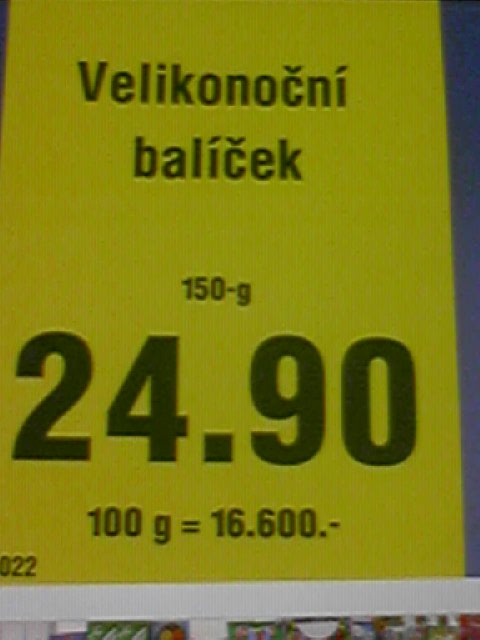 Velikonoční
balíček
150-g
24.90
100 g = 16.600.-
022